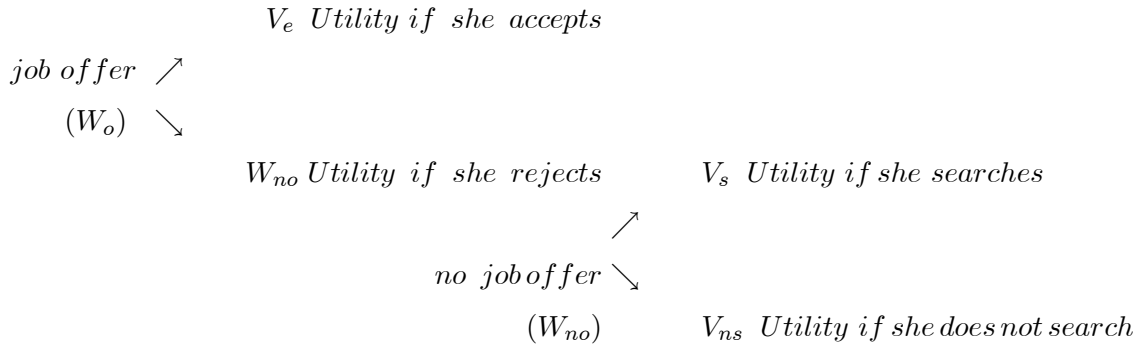 V_e Utility if she accepts
job offer ↗
(W_o) ↘
W_no Utility if she rejects V_s Utility if she searches
↗
no job offer ↘
(W_no) V_ns Utility if she does not search